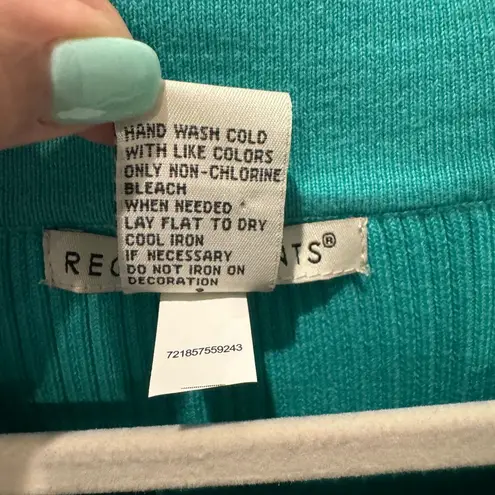 HAND WASH COLD
WITH LIKE COLORS
ONLY NON-CHLORINE
BLEACH
WHEN NEEDED
LAY FLAT TO DRY
COOL IRON
IF NECESSARY
DO NOT IRON ON
DECORATION
721857559243